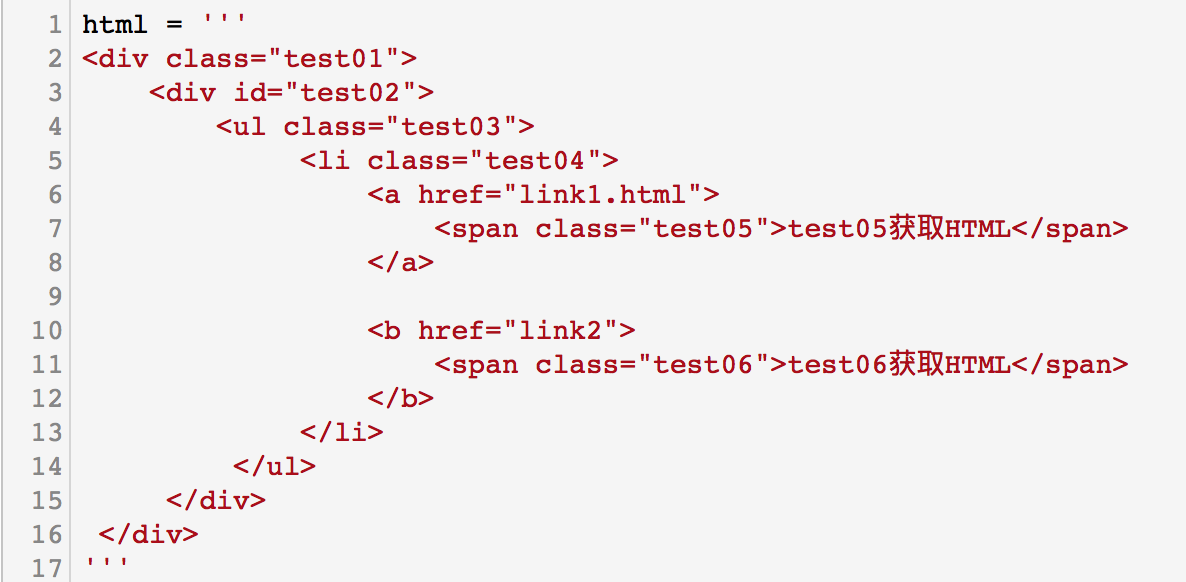 1 html = '''
2 <div class="test01">
3     <div id="test02">
4         <ul class="test03">
5              <li class="test04">
6                  <a href="link1.html">
7                      <span class="test05">test05获取HTML</span>
8                  </a>
9
10                  <b href="link2">
11                      <span class="test06">test06获取HTML</span>
12                  </b>
13              </li>
14          </ul>
15      </div>
16  </div>
17 '''